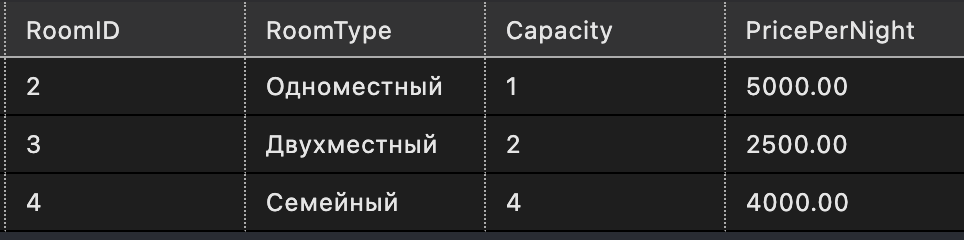 RoomID RoomType Capacity PricePerNight
2 Одноместный 1 5000.00
3 Двухместный 2 2500.00
4 Семейный 4 4000.00